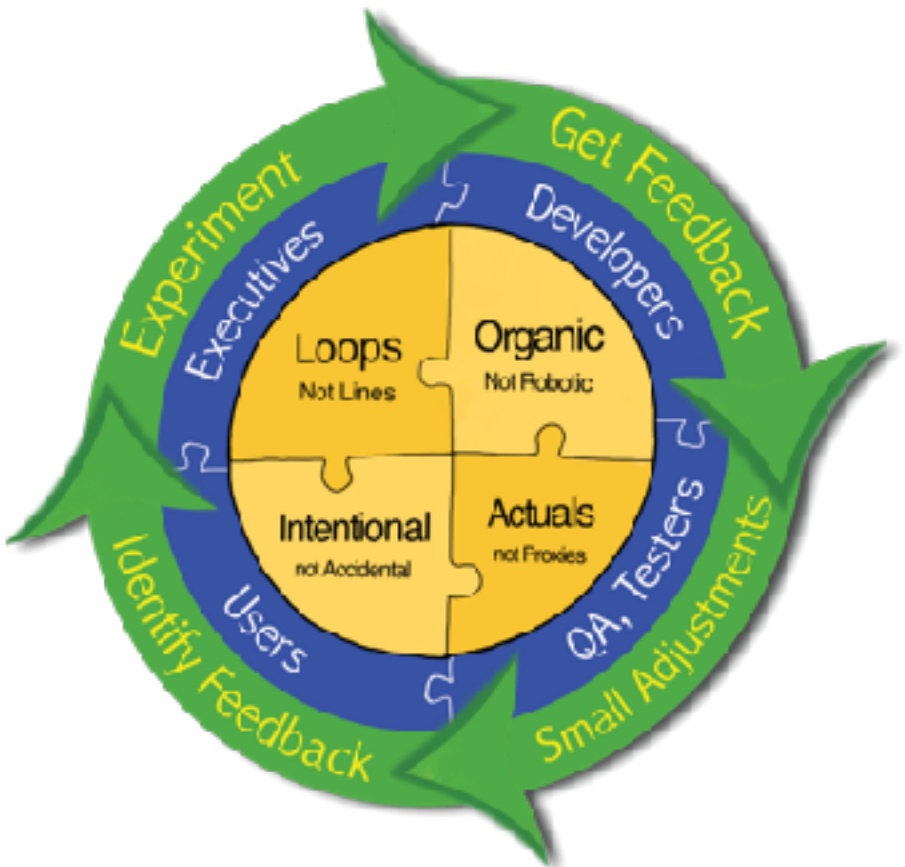 Experiment
Get Feedback
Small Adjustments
Identify Feedback
Executives
Developers
QA, Testers
Users
Loops
Not Lines
Organic
Not Robotic
Intentional
not Accidental
Actuals
not Proxies